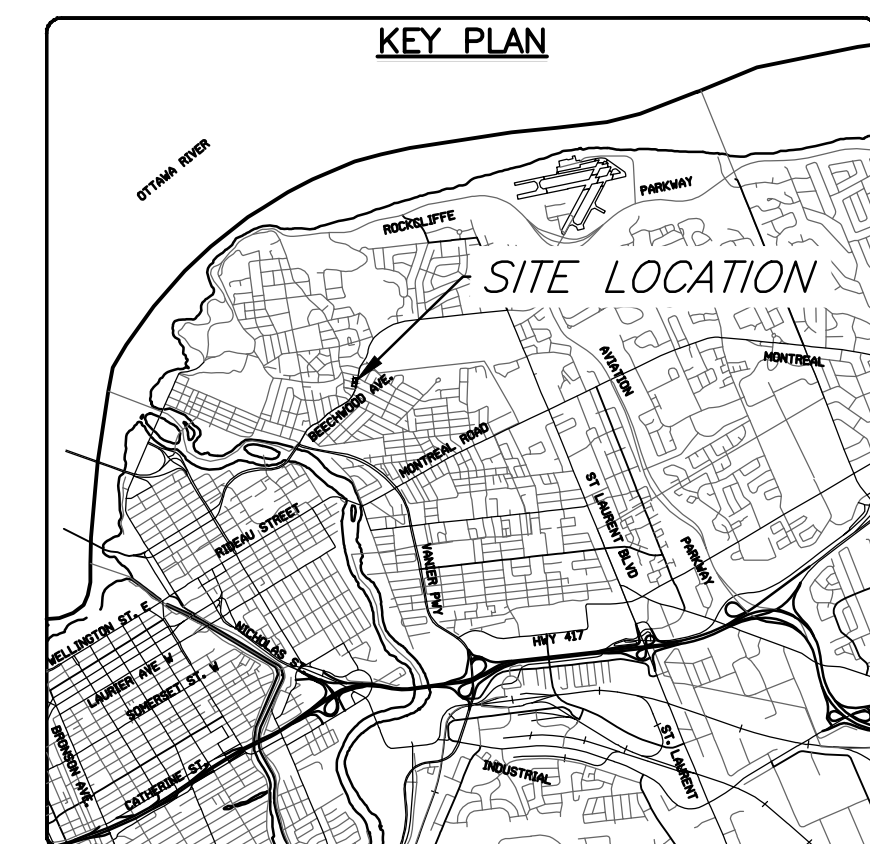 KEY PLAN
OTTAWA RIVER
PARKWAY
ROCKCLIFFE
SITE LOCATION
AVIATION
MONTREAL
BEECHWOOD AVE.
MONTREAL ROAD
ST LAURENT BLVD
RIDEAU STREET
VANIER PWY
PARKWAY
WELLINGTON ST. E
NICHOLAS ST.
HWY 417
LAURIER AVE W
SOMERSET ST. W
BRONSON AVE.
CATHERINE ST.
ST. LAURENT
INDUSTRIAL